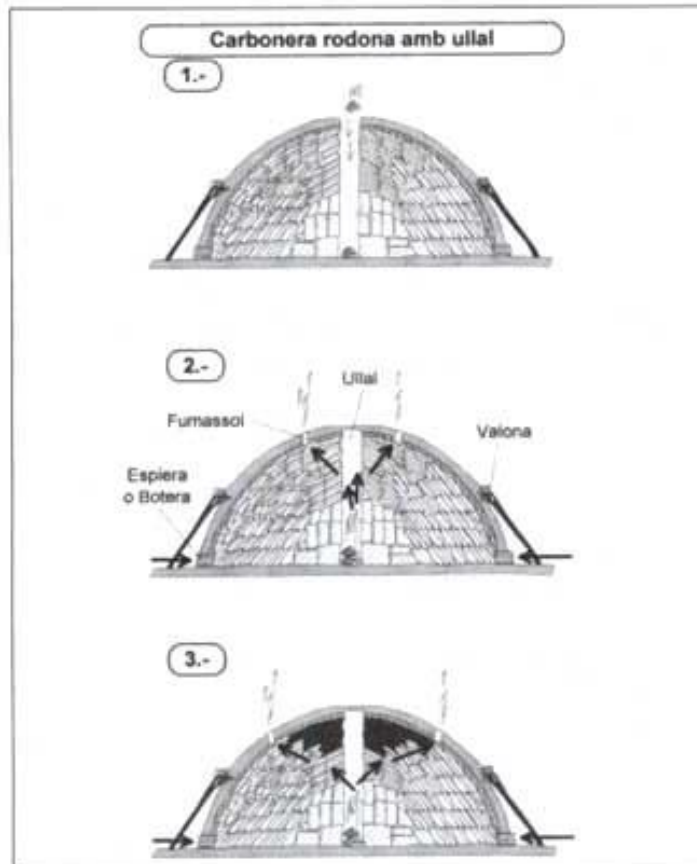 Carbonera rodona amb ullal
1.-
2.-
Ullal
Fumassol
Valona
Espiera
o Botera
3.-